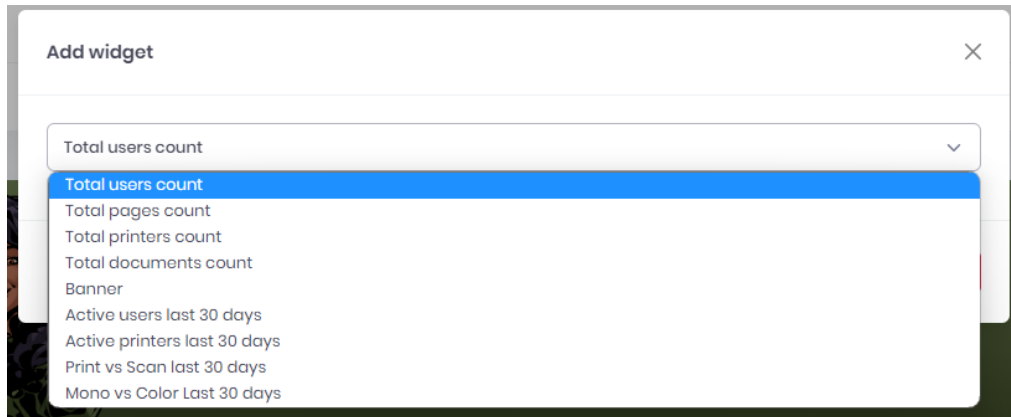 Add widget
Total users count
Total users count
Total pages count
Total printers count
Total documents count
Banner
Active users last 30 days
Active printers last 30 days
Print vs Scan last 30 days
Mono vs Color Last 30 days